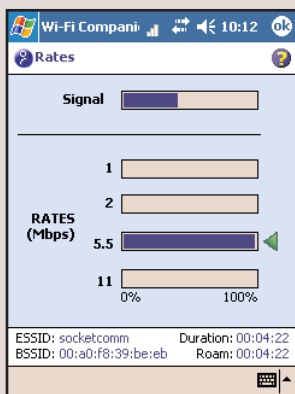 Wi-Fi Compani 10:12 ok
Rates ?
Signal
1
2
RATES
(Mbps)
5.5
11
0% 100%
ESSID: socketcomm Duration: 00:04:22
BSSID: 00:a0:f8:39:be:eb Roam: 00:04:22